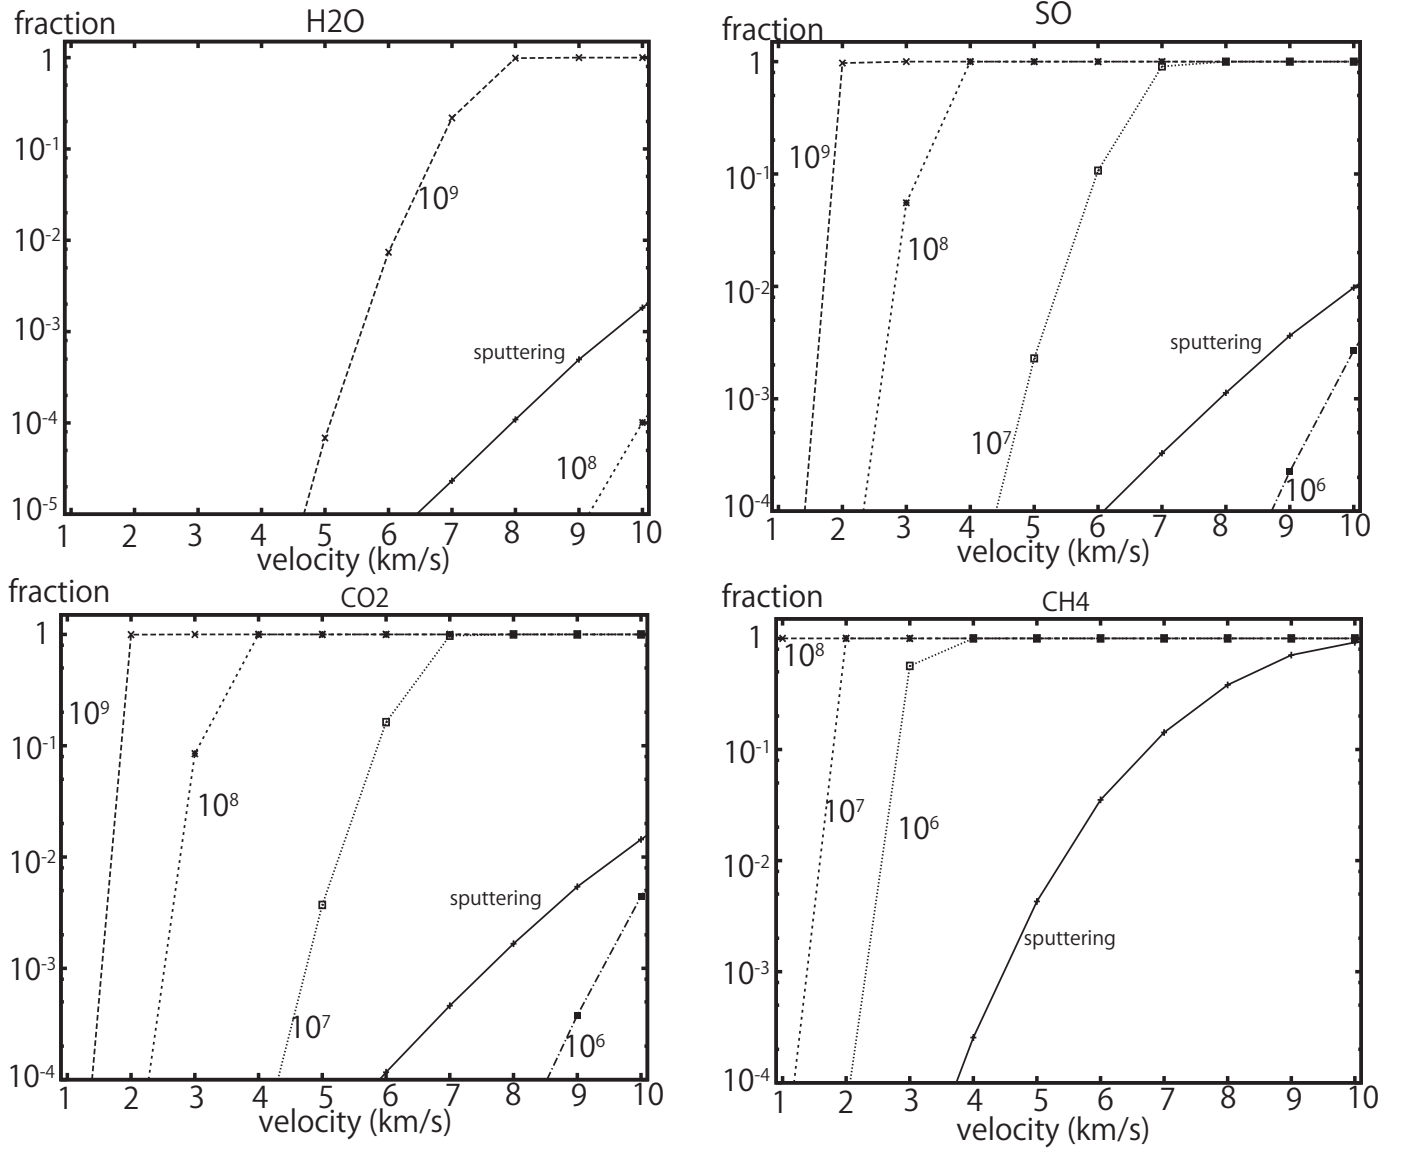 fraction
H2O
1
10-1
10-2
10-3
10-4
10-5
10⁹
sputtering
10⁸
1 2 3 4 5 6 7 8 9 10
velocity (km/s)
fraction
SO
1
10-1
10-2
10-3
10-4
10⁹
10⁸
10⁷
sputtering
10⁶
1 2 3 4 5 6 7 8 9 10
velocity (km/s)
fraction
CO2
1
10-1
10-2
10-3
10-4
10⁹
10⁸
sputtering
10⁷
10⁶
1 2 3 4 5 6 7 8 9 10
velocity (km/s)
fraction
CH4
1
10-1
10-2
10-3
10-4
10⁸
10⁷
10⁶
sputtering
1 2 3 4 5 6 7 8 9 10
velocity (km/s)